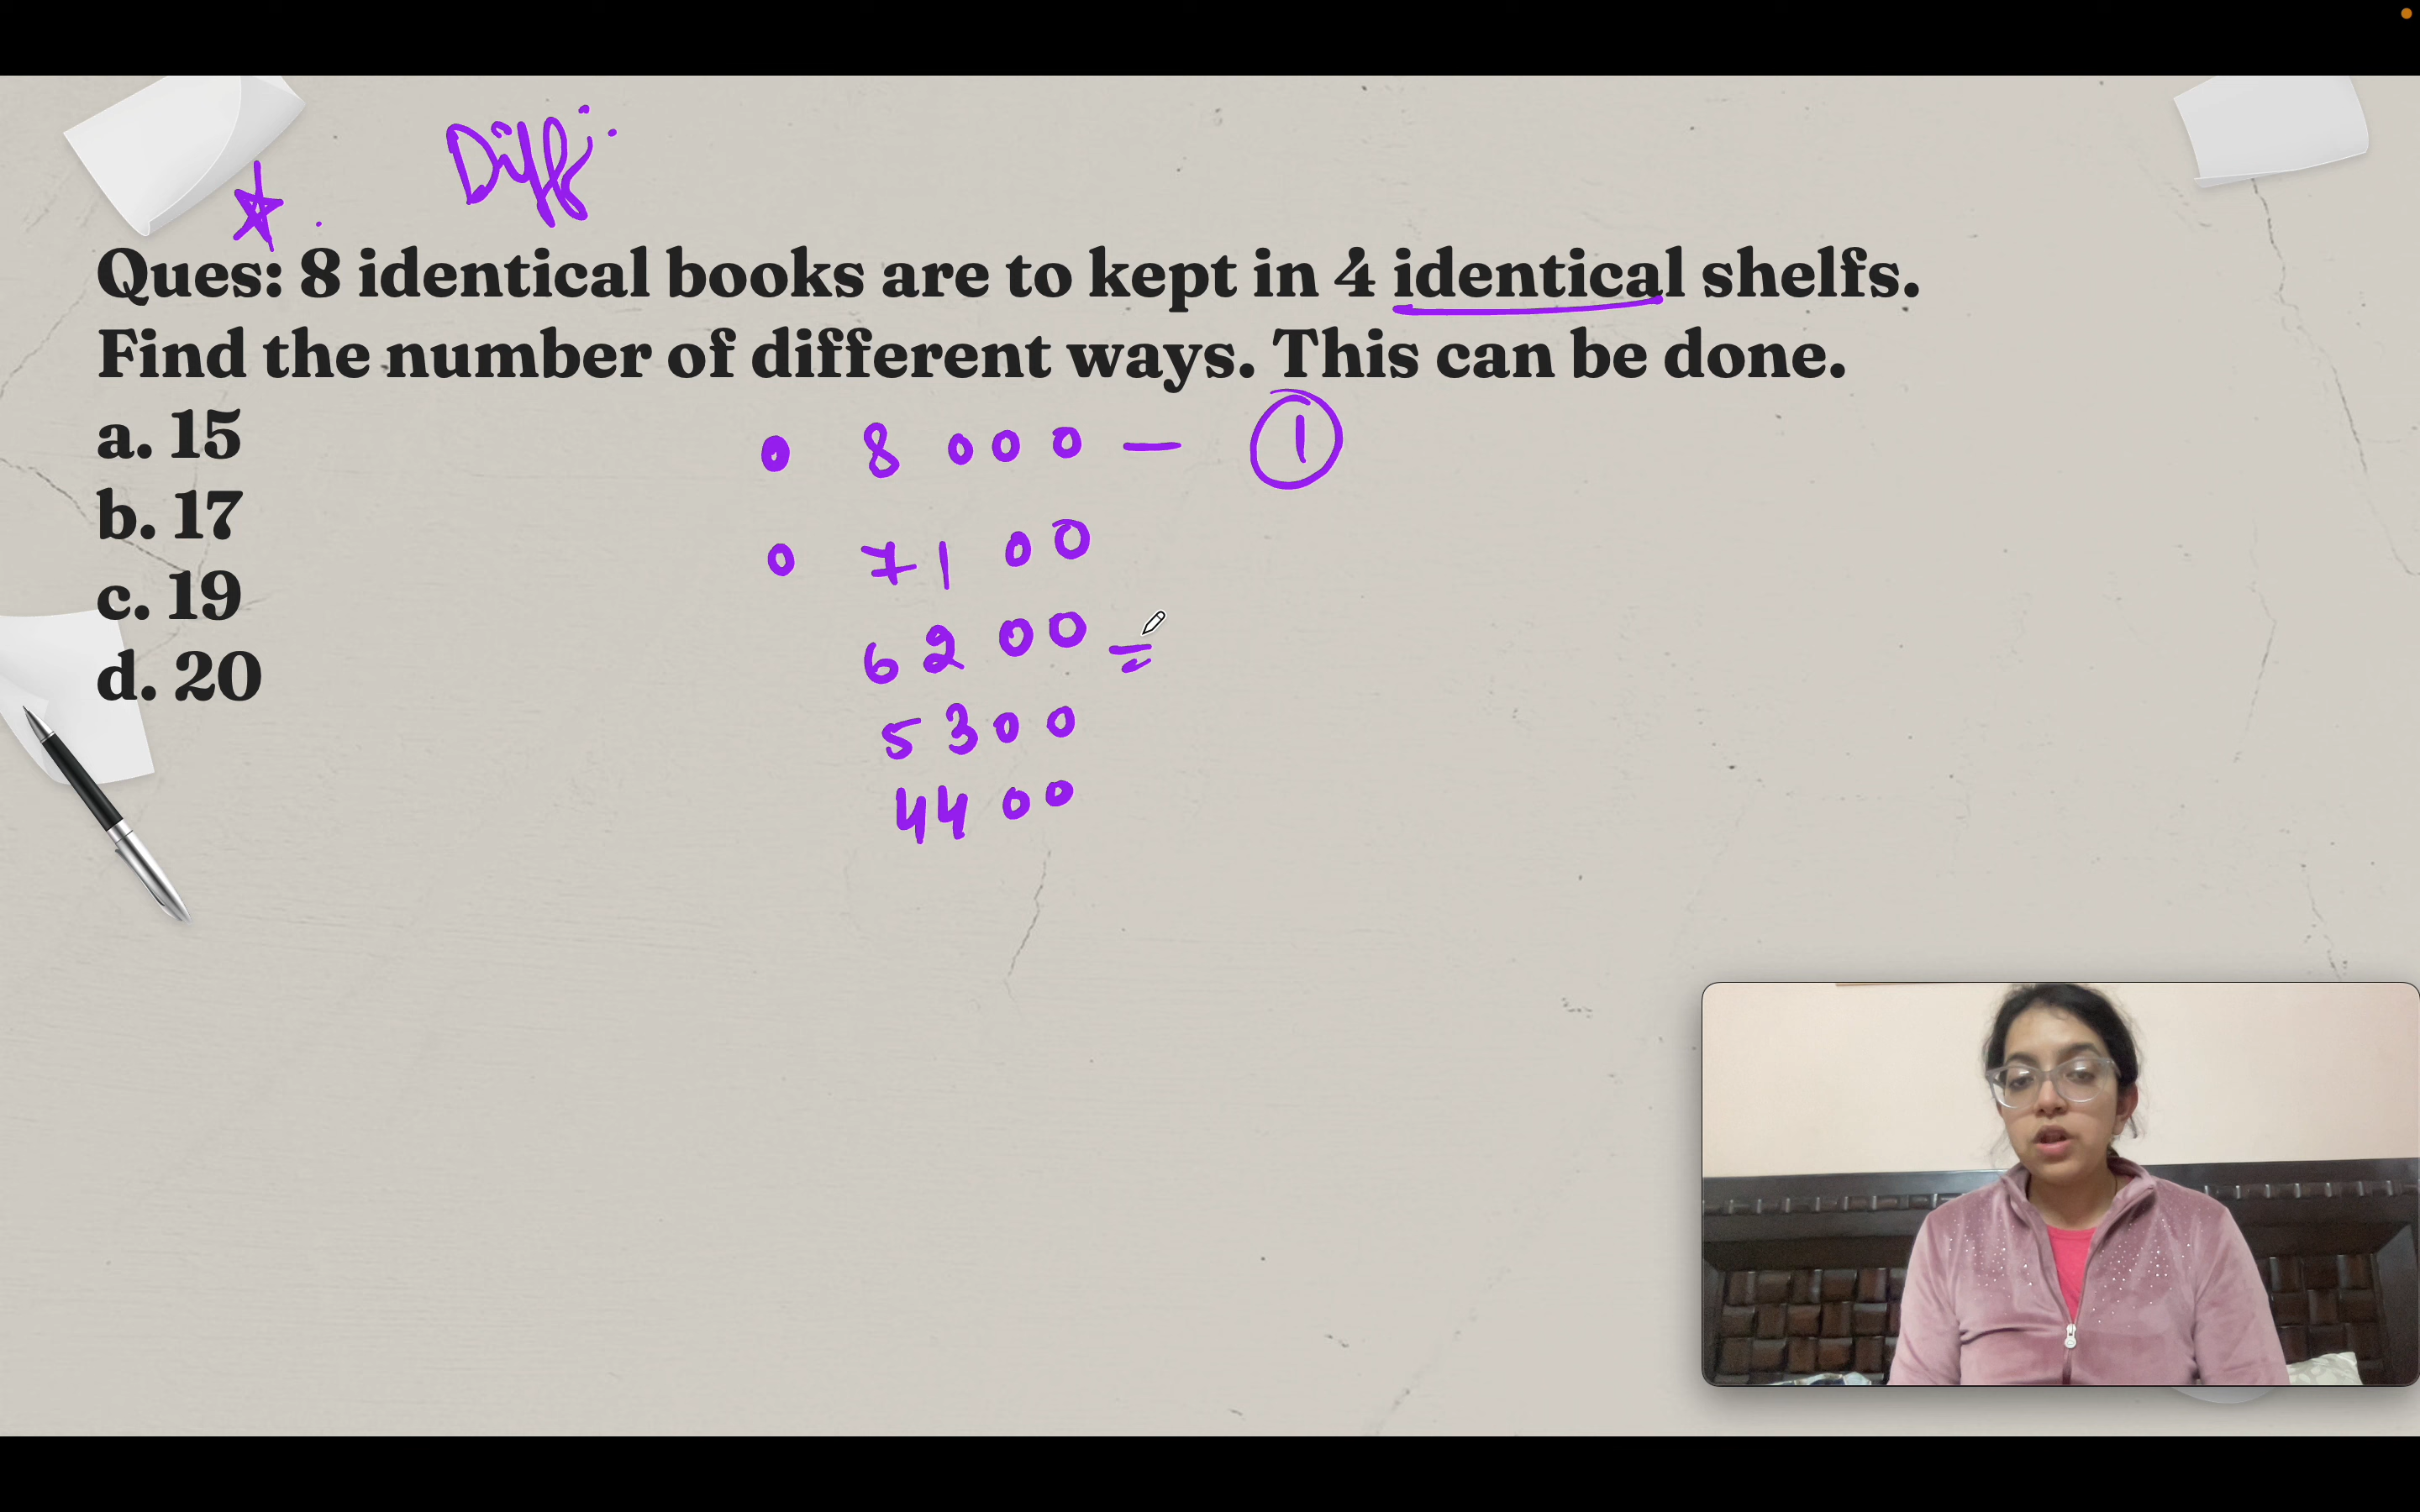 Diff:
Ques: 8 identical books are to kept in 4 identical shelfs.
Find the number of different ways. This can be done.
a. 15
b. 17
c. 19
d. 20
8 0 0 0 — 1
7 1 0 0
6 2 0 0
5 3 0 0
4 4 0 0